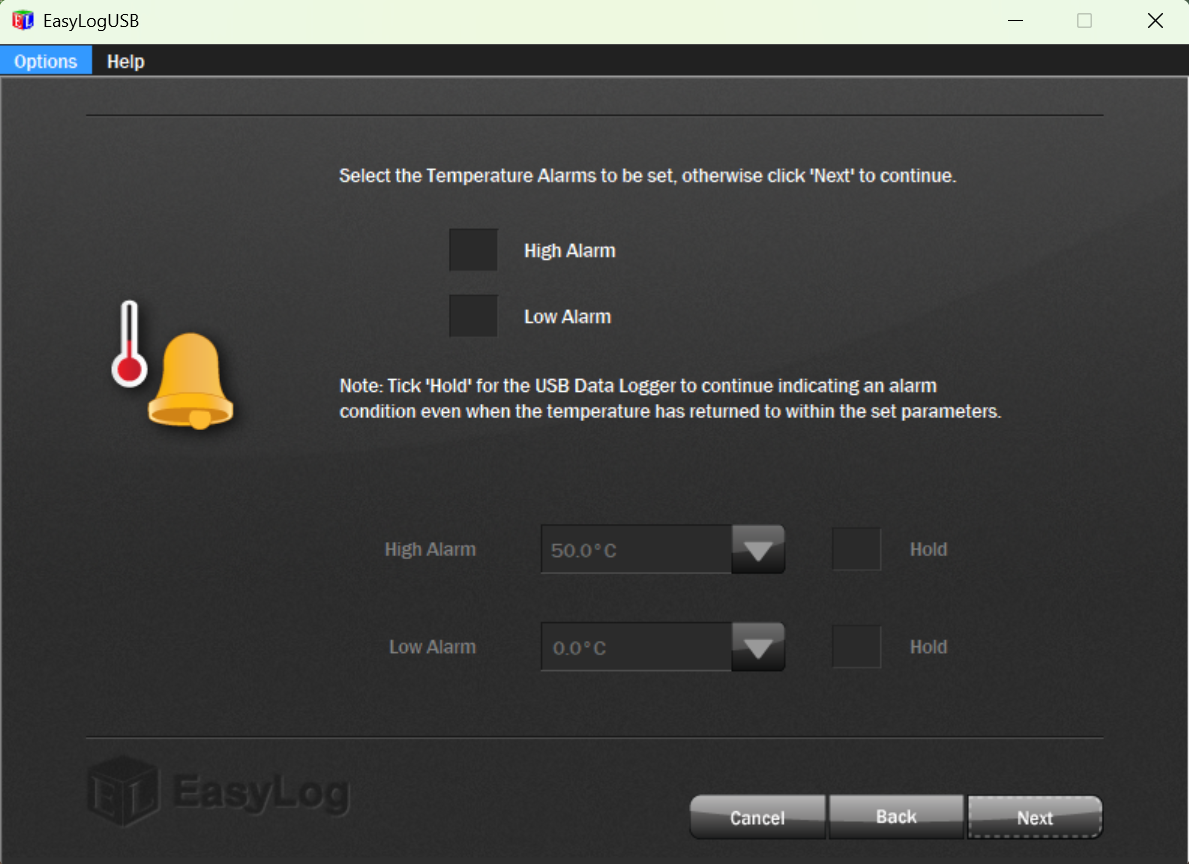 EasyLogUSB
Options Help
Select the Temperature Alarms to be set, otherwise click 'Next' to continue.
High Alarm
Low Alarm
Note: Tick 'Hold' for the USB Data Logger to continue indicating an alarm
condition even when the temperature has returned to within the set parameters.
High Alarm 50.0°C Hold
Low Alarm 0.0°C Hold
EL EasyLog
Cancel Back Next